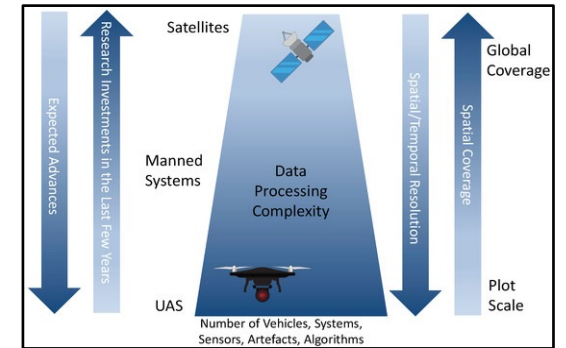 Satellites
Global
Coverage
Expected Advances
Research Investments in the Last Few Years
Manned
Systems
Data
Processing
Complexity
Spatial/Temporal Resolution
Spatial Coverage
UAS
Plot
Scale
Number of Vehicles, Systems,
Sensors, Artefacts, Algorithms